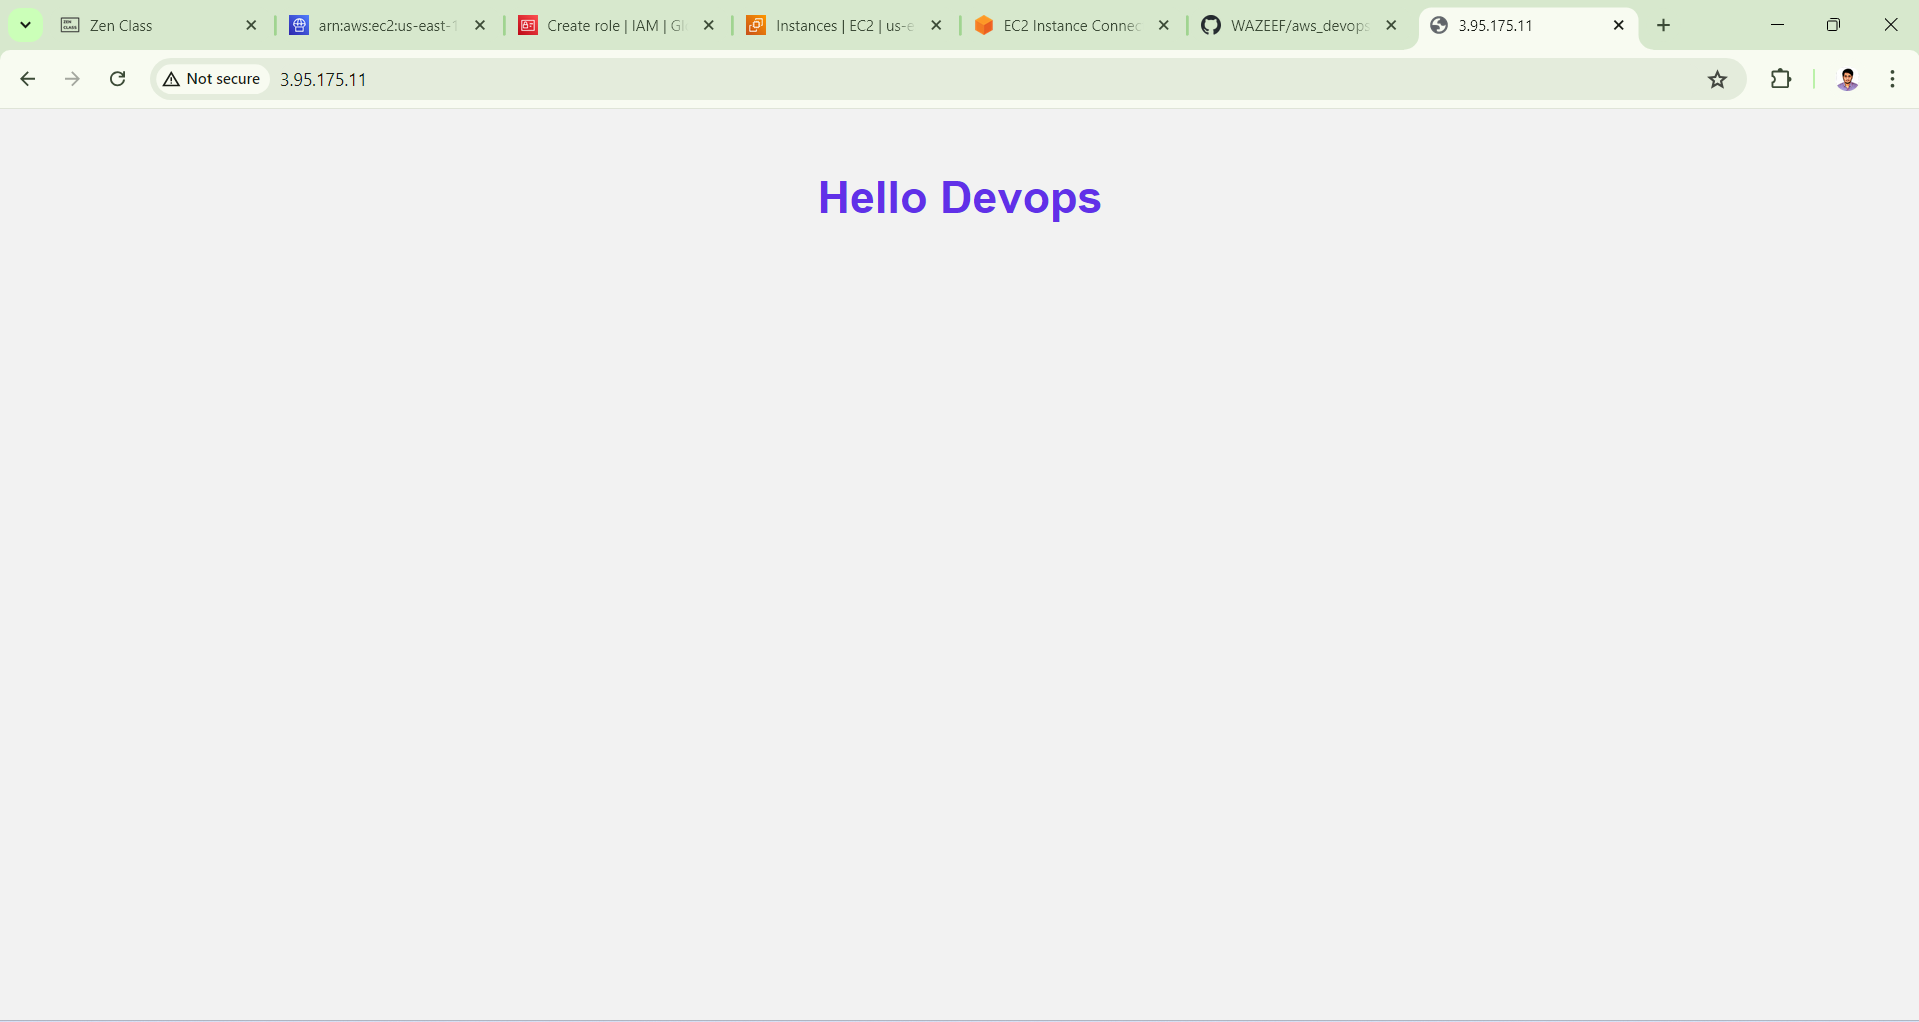 Zen Class
arn:aws:ec2:us-east-1
Create role | IAM | Gl
Instances | EC2 | us-e
EC2 Instance Connec
WAZEEF/aws_devops
3.95.175.11
Not secure
3.95.175.11
Hello Devops